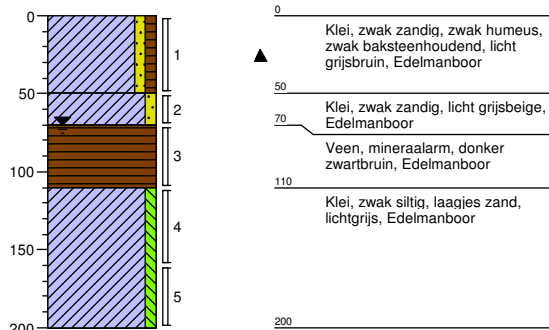 0
50
100
150
200
1
2
3
4
5
0
Klei, zwak zandig, zwak humeus,
zwak baksteenhoudend, licht
grijsbruin, Edelmanboor
50
Klei, zwak zandig, licht grijsbeige,
Edelmanboor
70
Veen, mineraalarm, donker
zwartbruin, Edelmanboor
110
Klei, zwak siltig, laagjes zand,
lichtgrijs, Edelmanboor
200